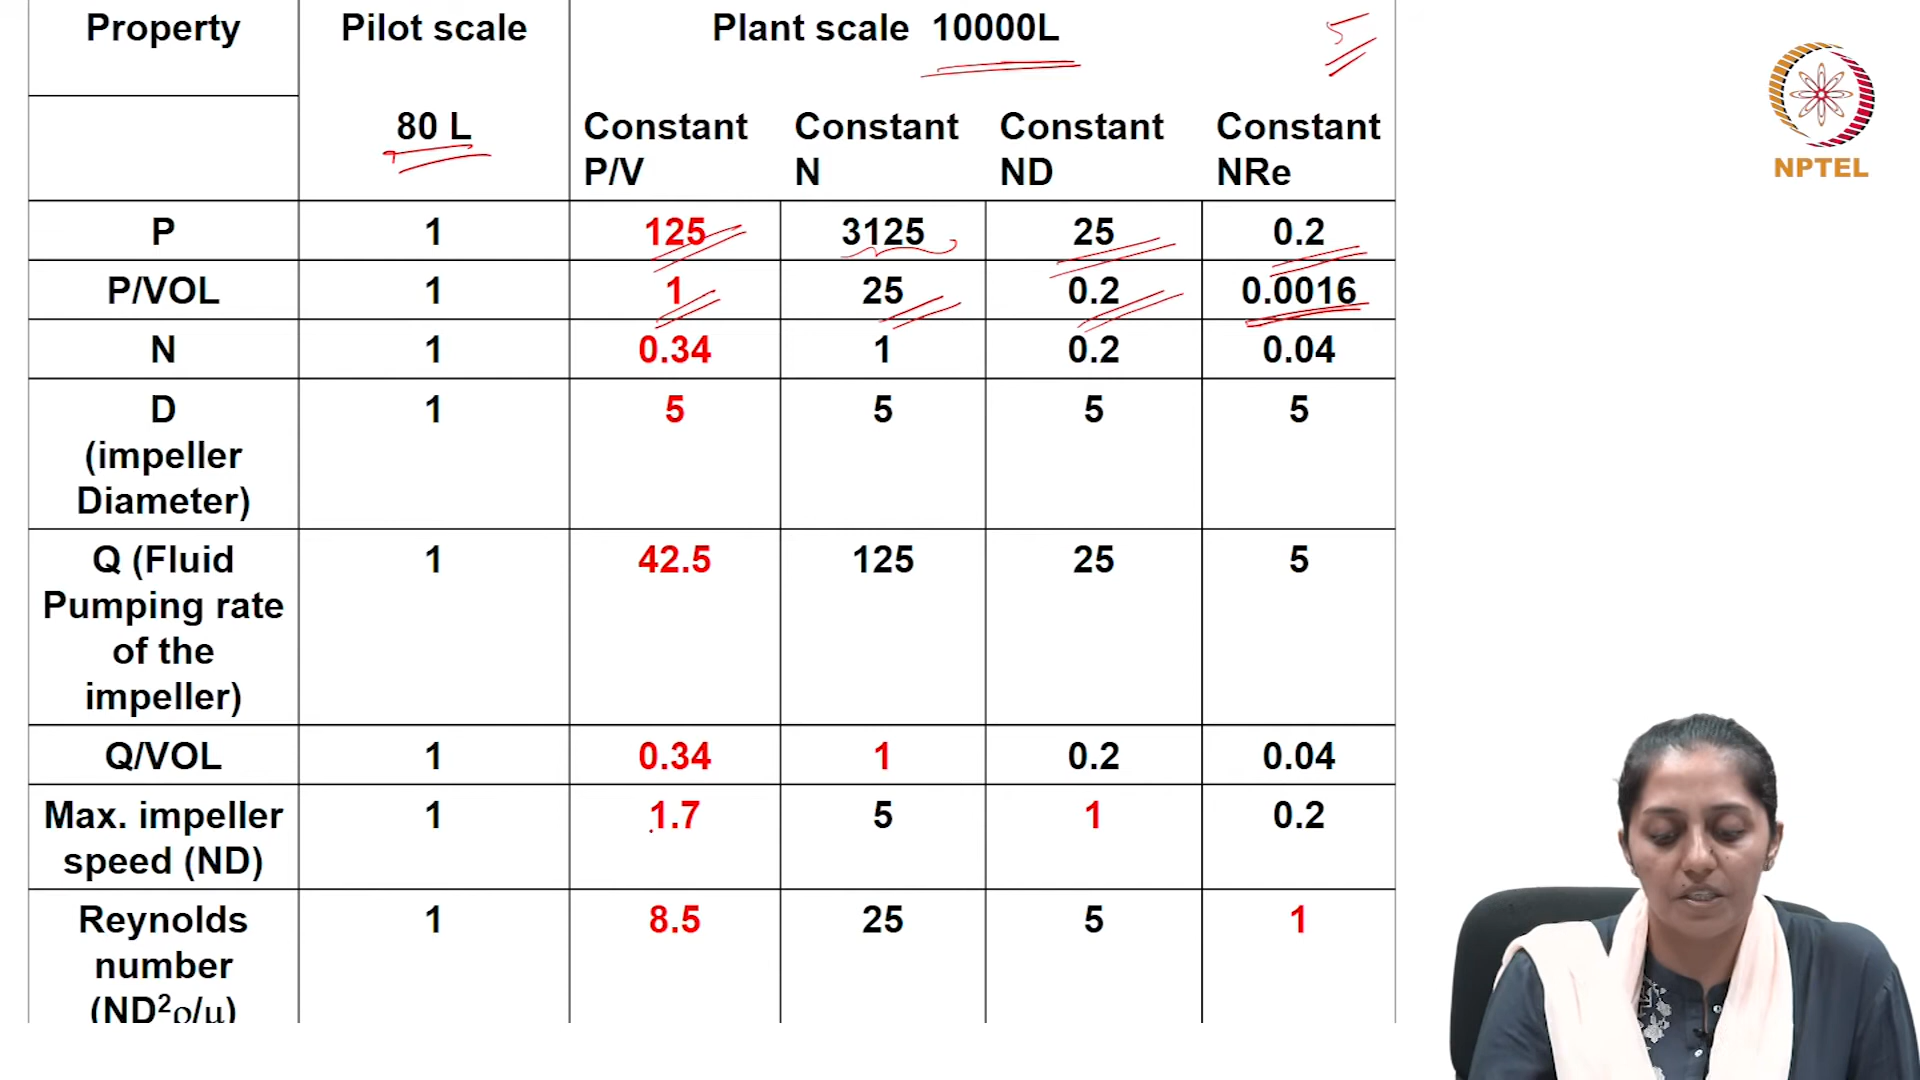 Property Pilot scale Plant scale 10000L 5
80 L Constant P/V Constant N Constant ND Constant NRe
P 1 125 3125 25 0.2
P/VOL 1 1 25 0.2 0.0016
N 1 0.34 1 0.2 0.04
D (impeller Diameter) 1 5 5 5 5
Q (Fluid Pumping rate of the impeller) 1 42.5 125 25 5
Q/VOL 1 0.34 1 0.2 0.04
Max. impeller speed (ND) 1 1.7 5 1 0.2
Reynolds number (ND²ρ/μ) 1 8.5 25 5 1
NPTEL